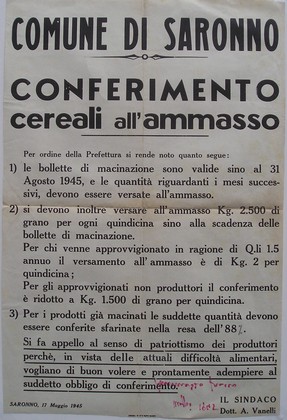 COMUNE DI SARONNO
CONFERIMENTO
cereali all'ammasso
Per ordine della Prefettura si rende noto quanto segue:
1) le bollette di macinazione sono valide sino al 31
Agosto 1945, e le quantità riguardanti i mesi succes-
sivi, devono essere versate all'ammasso.
2) si devono inoltre versare all'ammasso Kg. 2.500 di
grano per ogni quindicina sino alla scadenza delle
bollette di macinazione.
Per chi venne approvvigionato in ragione di Q.li 1.5
annuo il versamento all'ammasso è di Kg. 2 per
quindicina;
Per gli approvvigionati non produttori il conferimento
è ridotto a Kg. 1.500 di grano per quindicina.
3) Per i prodotti già macinati le suddette quantità devono
essere conferite sfarinate nella resa dell'88%.
Si fa appello al senso di patriottismo dei produttori
perchè, in vista delle attuali difficoltà alimentari,
vogliano di buon volere e prontamente adempiere al
suddetto obbligo di conferimento.
SARONNO, 17 Maggio 1945
IL SINDACO
Dott. A. Vanelli